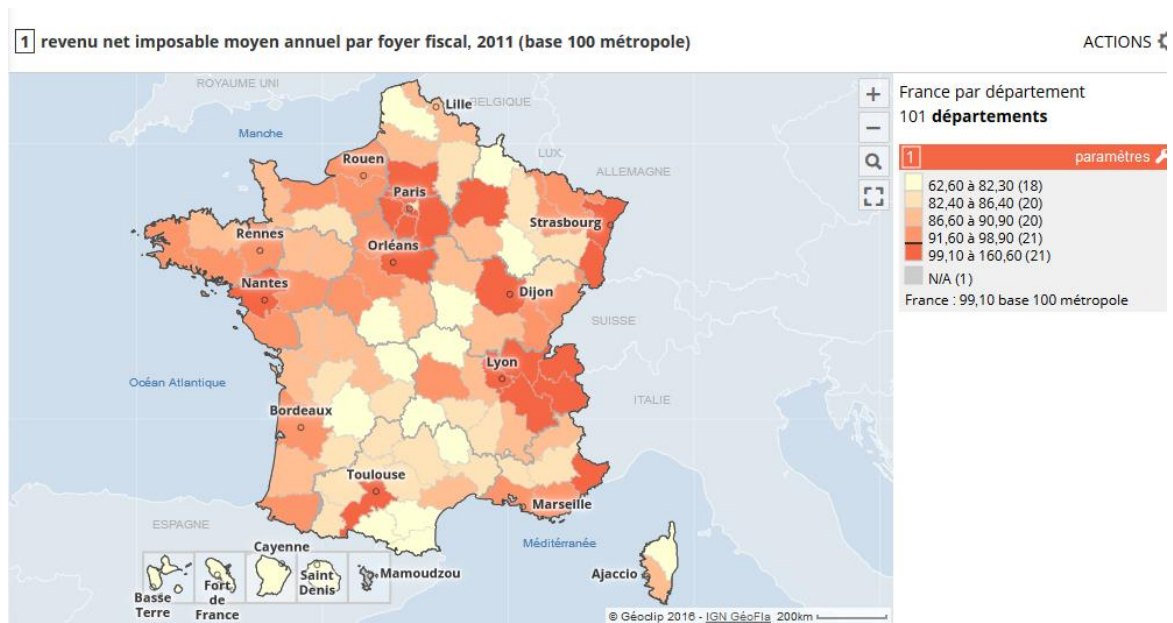 1 revenu net imposable moyen annuel par foyer fiscal, 2011 (base 100 métropole)
ACTIONS
ROYAUME UNI
Lille
BELGIQUE
Manche
LUX
Rouen
ALLEMAGNE
Paris
Strasbourg
Rennes
Orléans
Nantes
Dijon
SUISSE
Lyon
Océan Atlantique
ITALIE
Bordeaux
Toulouse
Marseille
ESPAGNE
Méditérranée
Cayenne
Ajaccio
Mamoudzou
Saint
Denis
Fort
de
France
Basse
Terre
© Géoclip 2016 - IGN GéoFla 200km
+
−
France par département
101 départements
1 paramètres
62,60 à 82,30 (18)
82,40 à 86,40 (20)
86,60 à 90,90 (20)
91,60 à 98,90 (21)
99,10 à 160,60 (21)
N/A (1)
France : 99,10 base 100 métropole